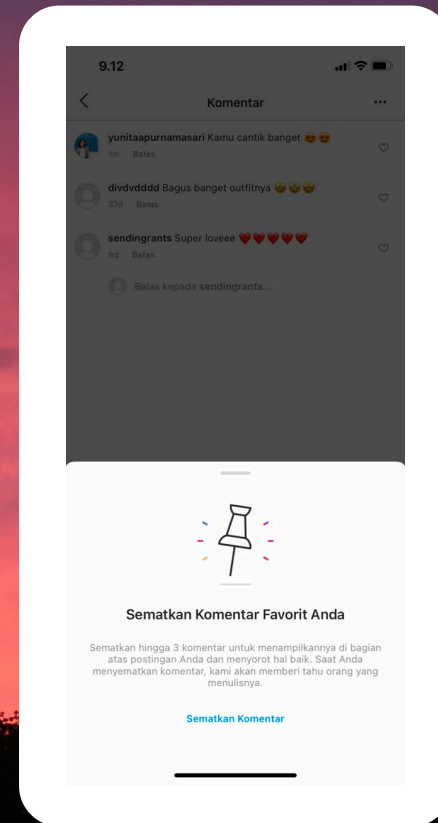 9.12
Komentar
yunitaapurnamasari Kamu cantik banget 😍😍
1m Balas
divdvdddd Bagus banget outfitnya 🤩🤩🤩
37d Balas
sendingrants Super loveee ❤️❤️❤️❤️❤️
8d Balas
Balas kepada sendingrants...
Sematkan Komentar Favorit Anda
Sematkan hingga 3 komentar untuk menampilkannya di bagian
atas postingan Anda dan menyorot hal baik. Saat Anda
menyematkan komentar, kami akan memberi tahu orang yang
menulisnya.
Sematkan Komentar